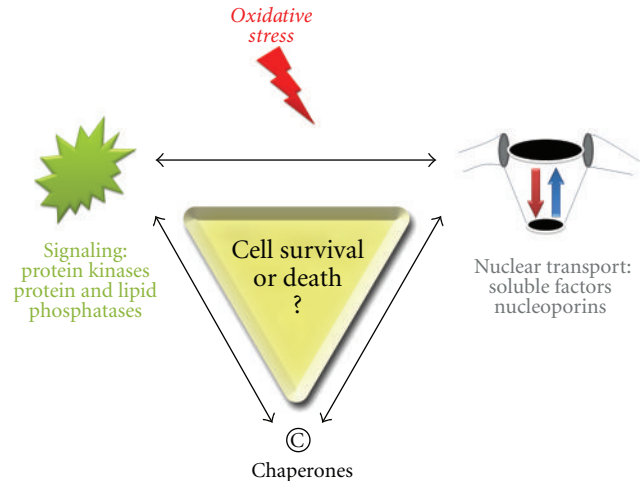 Oxidative
stress
Signaling:
protein kinases
protein and lipid
phosphatases
Cell survival
or death
?
Nuclear transport:
soluble factors
nucleoporins
©
Chaperones